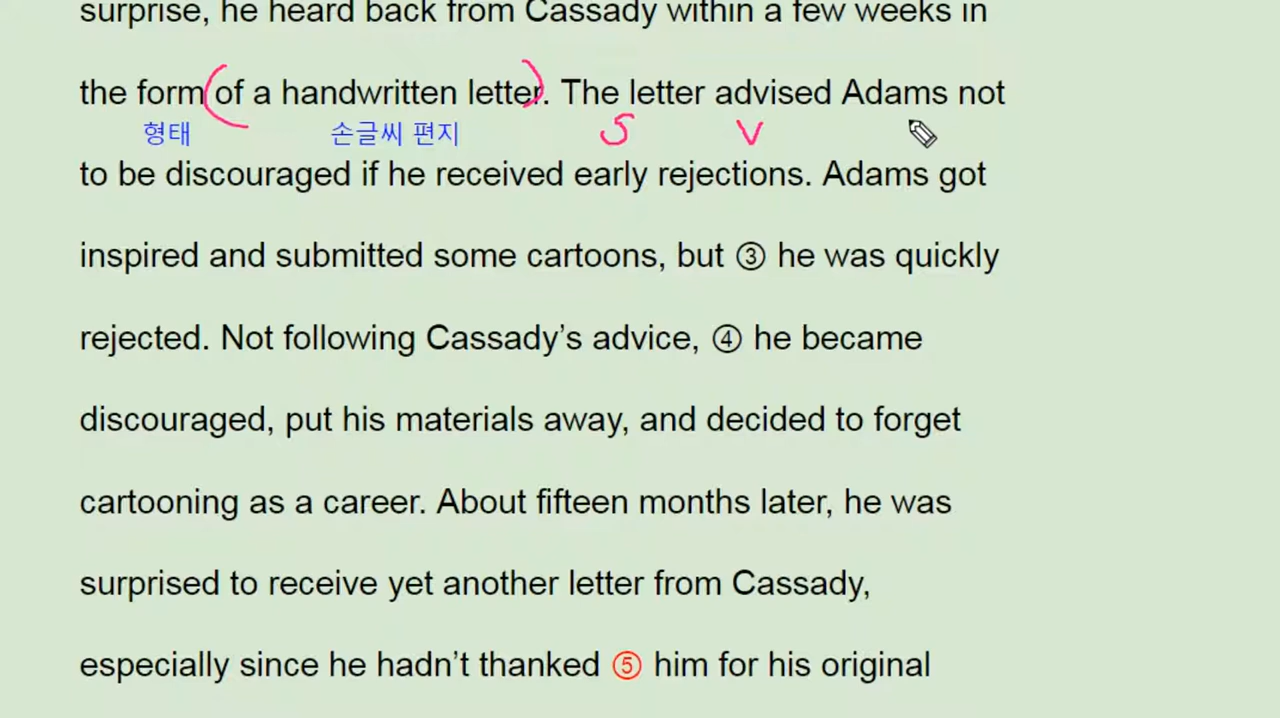 surprise, he heard back from Cassady within a few weeks in
the form (of a handwritten letter). The letter advised Adams not
형태 손글씨 편지 S V
to be discouraged if he received early rejections. Adams got
inspired and submitted some cartoons, but ③ he was quickly
rejected. Not following Cassady’s advice, ④ he became
discouraged, put his materials away, and decided to forget
cartooning as a career. About fifteen months later, he was
surprised to receive yet another letter from Cassady,
especially since he hadn’t thanked ⑤ him for his original